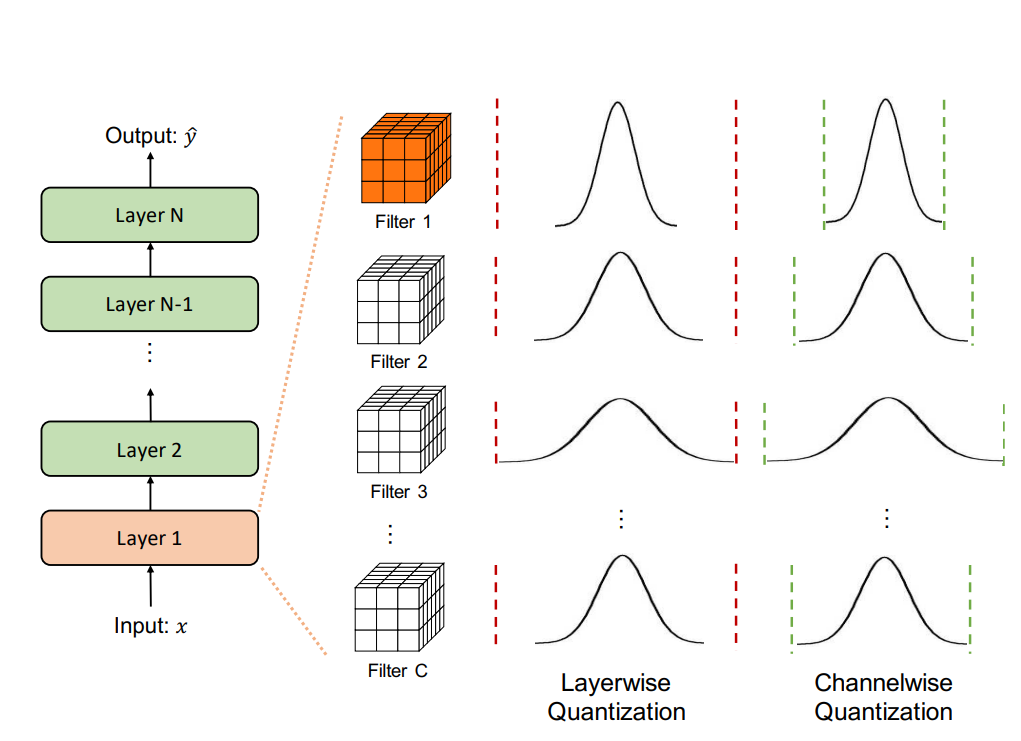 Output: ŷ
Layer N
Layer N-1
⋮
Layer 2
Layer 1
Input: x
Filter 1
Filter 2
Filter 3
⋮
Filter C
⋮
⋮
Layerwise
Quantization
Channelwise
Quantization